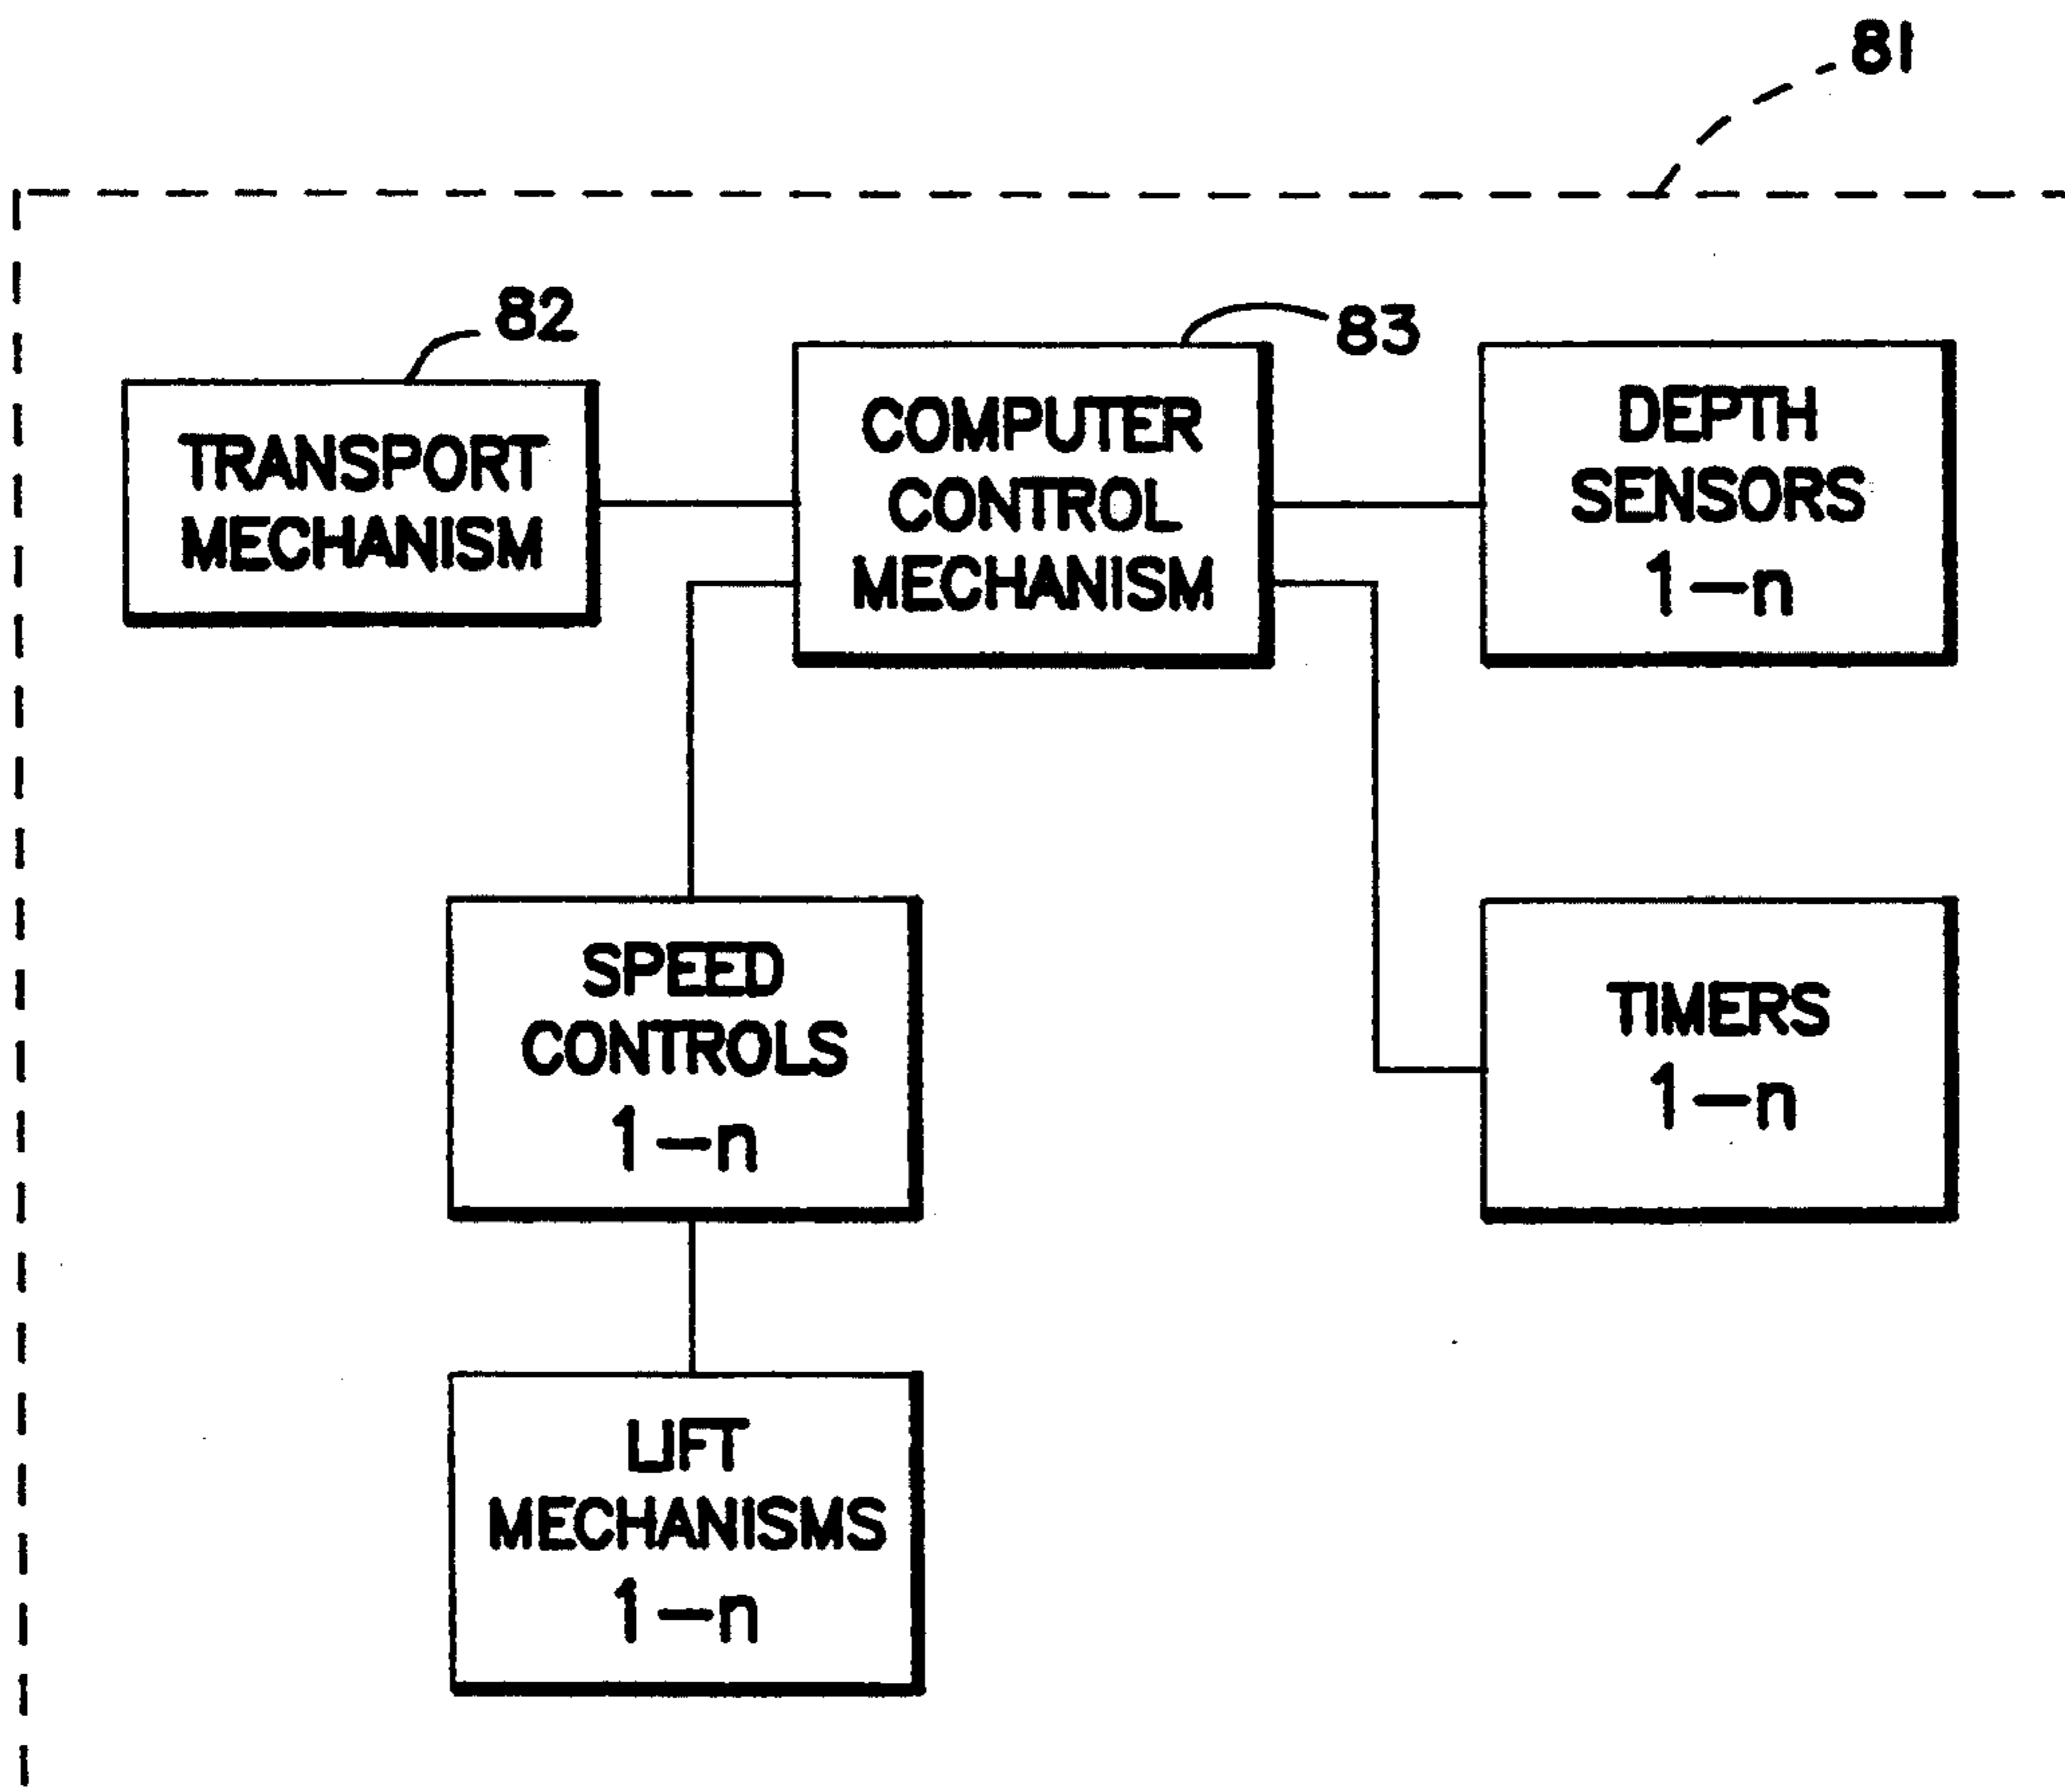 81
82
TRANSPORT
MECHANISM
83
COMPUTER
CONTROL
MECHANISM
DEPTH
SENSORS
1-n
SPEED
CONTROLS
1-n
TIMERS
1-n
LIFT
MECHANISMS
1-n